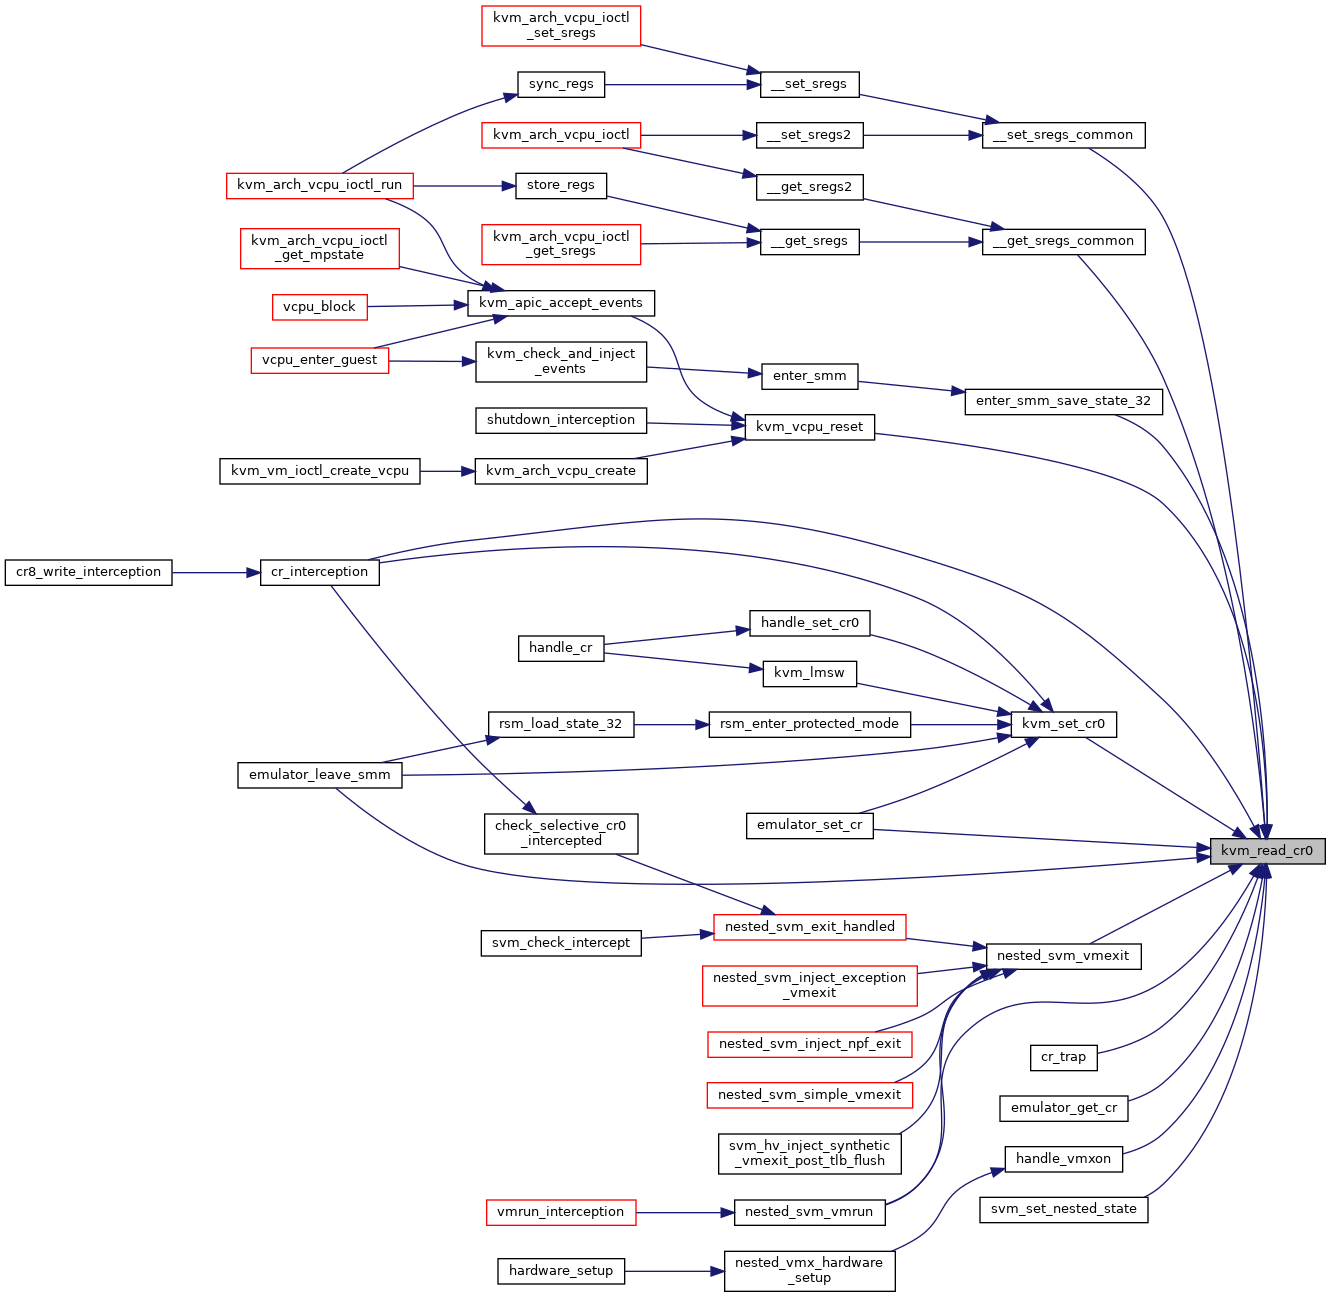 kvm_arch_vcpu_ioctl
_set_sregs
sync_regs
__set_sregs
kvm_arch_vcpu_ioctl
__set_sregs2
__set_sregs_common
kvm_arch_vcpu_ioctl_run
store_regs
__get_sregs2
kvm_arch_vcpu_ioctl
_get_mpstate
kvm_arch_vcpu_ioctl
_get_sregs
__get_sregs
__get_sregs_common
vcpu_block
kvm_apic_accept_events
vcpu_enter_guest
kvm_check_and_inject
_events
enter_smm
enter_smm_save_state_32
shutdown_interception
kvm_vcpu_reset
kvm_vm_ioctl_create_vcpu
kvm_arch_vcpu_create
cr8_write_interception
cr_interception
handle_set_cr0
handle_cr
kvm_lmsw
rsm_load_state_32
rsm_enter_protected_mode
kvm_set_cr0
emulator_leave_smm
check_selective_cr0
_intercepted
emulator_set_cr
kvm_read_cr0
svm_check_intercept
nested_svm_exit_handled
nested_svm_vmexit
nested_svm_inject_exception
_vmexit
nested_svm_inject_npf_exit
cr_trap
nested_svm_simple_vmexit
emulator_get_cr
svm_hv_inject_synthetic
_vmexit_post_tlb_flush
handle_vmxon
vmrun_interception
nested_svm_vmrun
svm_set_nested_state
hardware_setup
nested_vmx_hardware
_setup